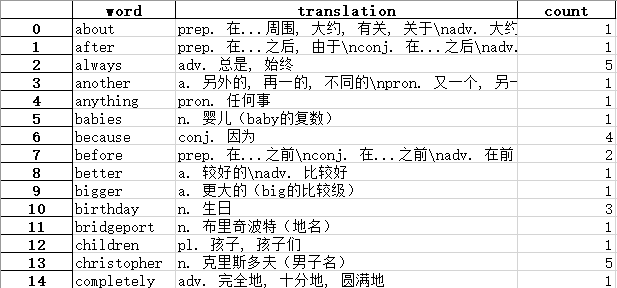 word translation count
0 about prep. 在...周围, 大约, 有关, 关于\nadv. 大约 1
1 after prep. 在...之后, 由于\nconj. 在...之后\nadv. 1
2 always adv. 总是, 始终 5
3 another a. 另外的, 再一的, 不同的\npron. 又一个, 另一 1
4 anything pron. 任何事 1
5 babies n. 婴儿（baby的复数） 1
6 because conj. 因为 4
7 before prep. 在...之前\nconj. 在...之前\nadv. 在前 2
8 better a. 较好的\nadv. 比较好 1
9 bigger a. 更大的（big的比较级） 1
10 birthday n. 生日 3
11 bridgeport n. 布里奇波特（地名） 1
12 children pl. 孩子, 孩子们 1
13 christopher n. 克里斯多夫（男子名） 5
14 completely adv. 完全地, 十分地, 圆满地 1